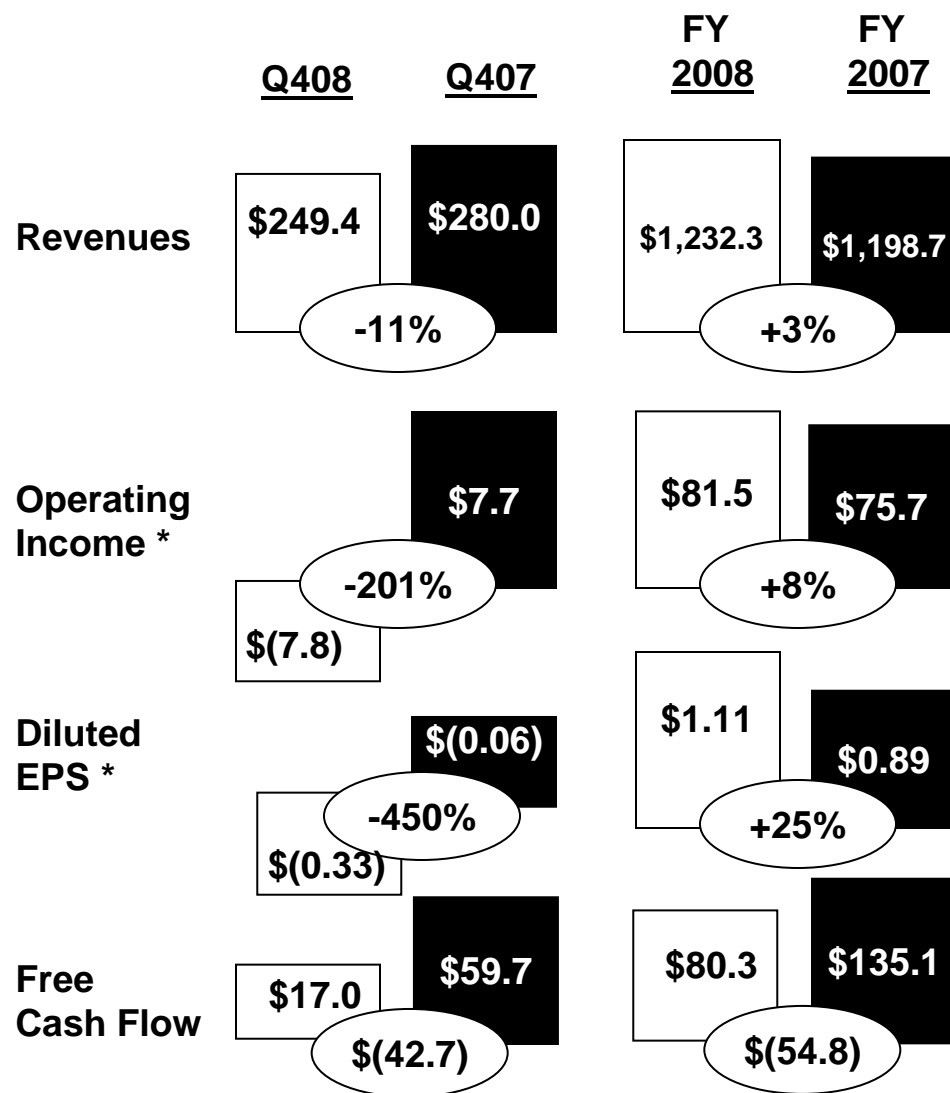 FY FY
Q408 Q407 2008 2007
Revenues $249.4 $280.0 $1,232.3 $1,198.7
-11% +3%
Operating
Income * $7.7 $81.5 $75.7
-201% +8%
$(7.8)
Diluted
EPS * $(0.06) $1.11 $0.89
-450% +25%
$(0.33)
Free
Cash Flow $17.0 $59.7 $80.3 $135.1
$(42.7) $(54.8)